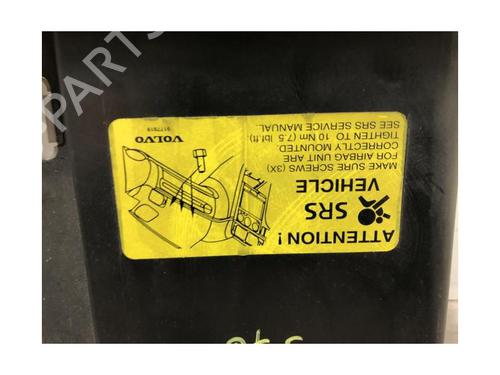 ATTENTION!
SRS
VEHICLE
MAKE SURE SCREWS (3X)
FOR AIRBAG UNIT ARE
CORRECTLY MOUNTED.
TIGHTEN TO 10 Nm (7.5 lbf.ft)
SEE SRS SERVICE MANUAL.
VOLVO